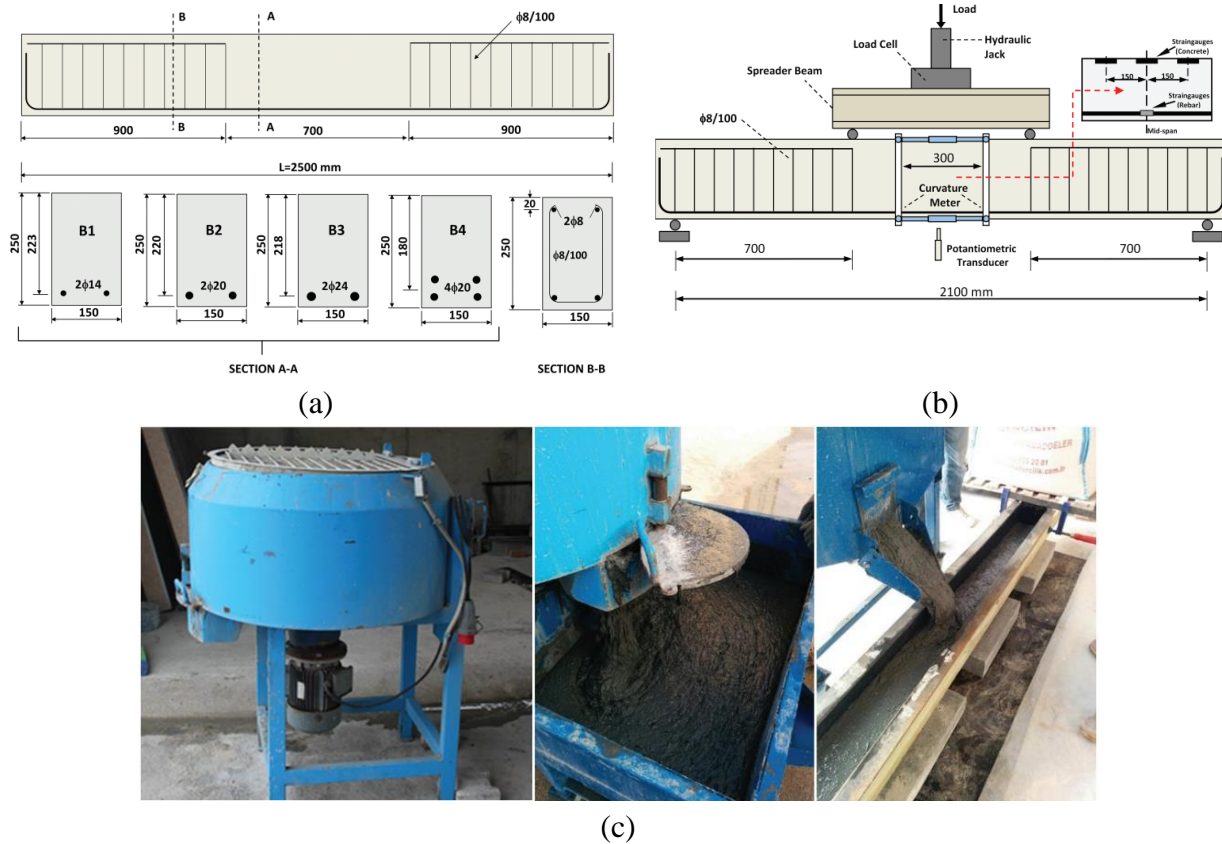 B
A
φ8/100
B
A
900
700
900
L=2500 mm
250
223
B1
2φ14
150
250
220
B2
2φ20
150
250
218
B3
2φ24
150
250
180
B4
4φ20
150
250
20
2φ8
φ8/100
150
SECTION A-A
SECTION B-B
(a)
Load
Load Cell
Hydraulic
Jack
Spreader Beam
φ8/100
300
Curvature
Meter
Straingauges
(Concrete)
150
150
Straingauges
(Rebar)
Mid-span
700
Potantiometric
Transducer
700
2100 mm
(b)
(c)